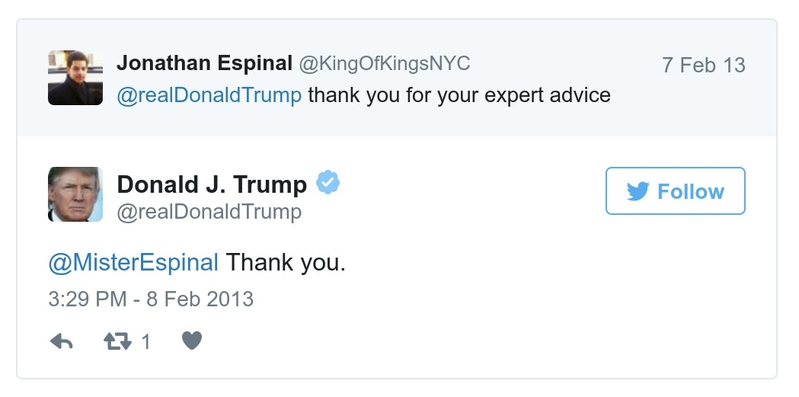 Jonathan Espinal @KingOfKingsNYC 7 Feb 13
@realDonaldTrump thank you for your expert advice
Donald J. Trump
@realDonaldTrump
Follow
@MisterEspinal Thank you.
3:29 PM - 8 Feb 2013
1